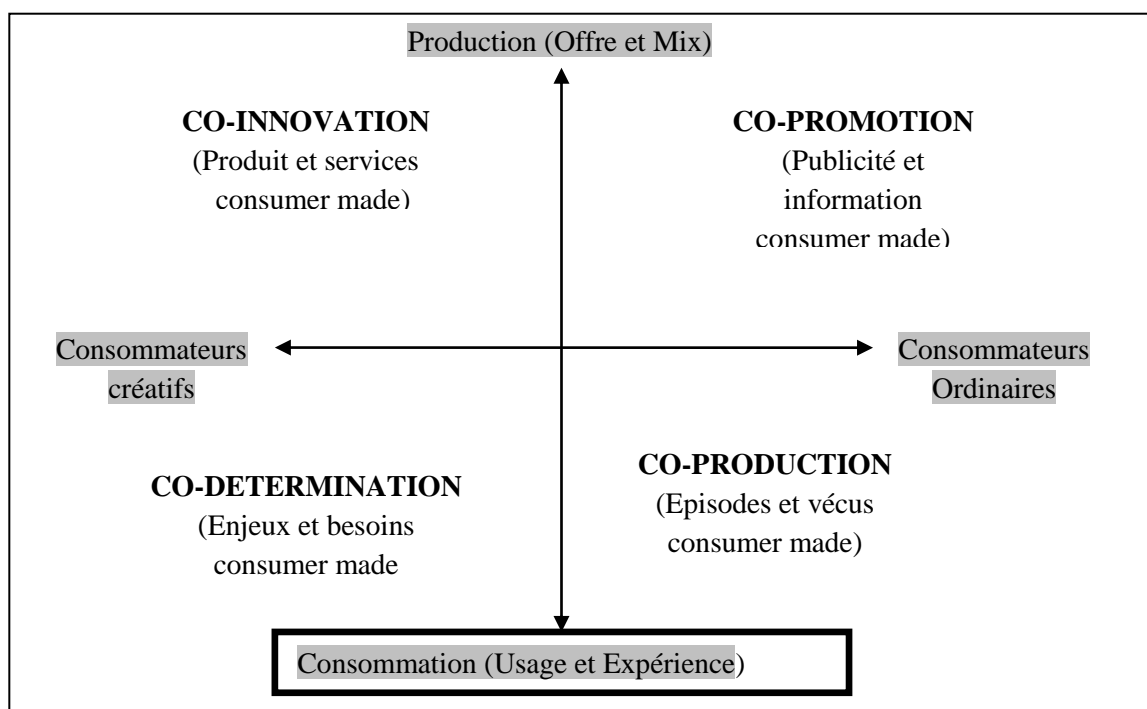 Production (Offre et Mix)
CO-INNOVATION
(Produit et services
consumer made)
CO-PROMOTION
(Publicité et
information
consumer made)
Consommateurs
créatifs
Consommateurs
Ordinaires
CO-DETERMINATION
(Enjeux et besoins
consumer made
CO-PRODUCTION
(Episodes et vécus
consumer made)
Consommation (Usage et Expérience)